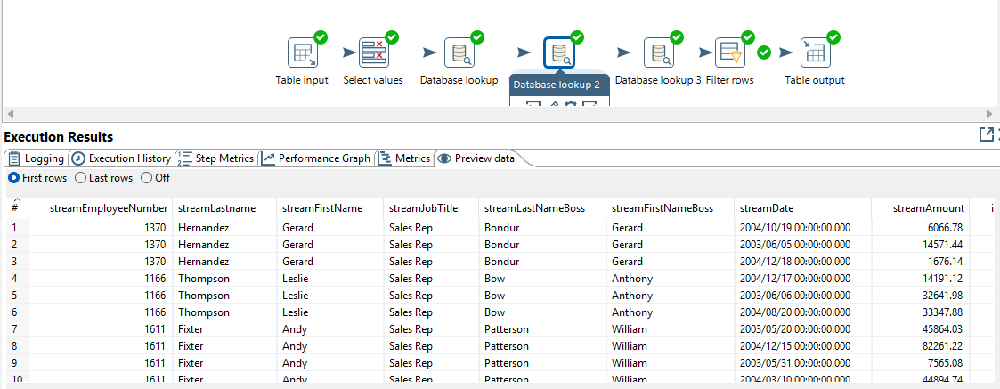 Table input Select values Database lookup Database lookup 2 Database lookup 3 Filter rows Table output
Execution Results
Logging Execution History Step Metrics Performance Graph Metrics Preview data
First rows Last rows Off
# streamEmployeeNumber streamLastname streamFirstName streamJobTitle streamLastNameBoss streamFirstNameBoss streamDate streamAmount i
1 1370 Hernandez Gerard Sales Rep Bondur Gerard 2004/10/19 00:00:00.000 6066.78
2 1370 Hernandez Gerard Sales Rep Bondur Gerard 2003/06/05 00:00:00.000 14571.44
3 1370 Hernandez Gerard Sales Rep Bondur Gerard 2004/12/18 00:00:00.000 1676.14
4 1166 Thompson Leslie Sales Rep Bow Anthony 2004/12/17 00:00:00.000 14191.12
5 1166 Thompson Leslie Sales Rep Bow Anthony 2003/06/06 00:00:00.000 32641.98
6 1166 Thompson Leslie Sales Rep Bow Anthony 2004/08/20 00:00:00.000 33347.88
7 1611 Fixter Andy Sales Rep Patterson William 2003/05/20 00:00:00.000 45864.03
8 1611 Fixter Andy Sales Rep Patterson William 2004/12/15 00:00:00.000 82261.22
9 1611 Fixter Andy Sales Rep Patterson William 2003/05/31 00:00:00.000 7565.08
10 1611 Fixter Andy Sales Rep Patterson William 2004/03/10 00:00:00.000 44894.74